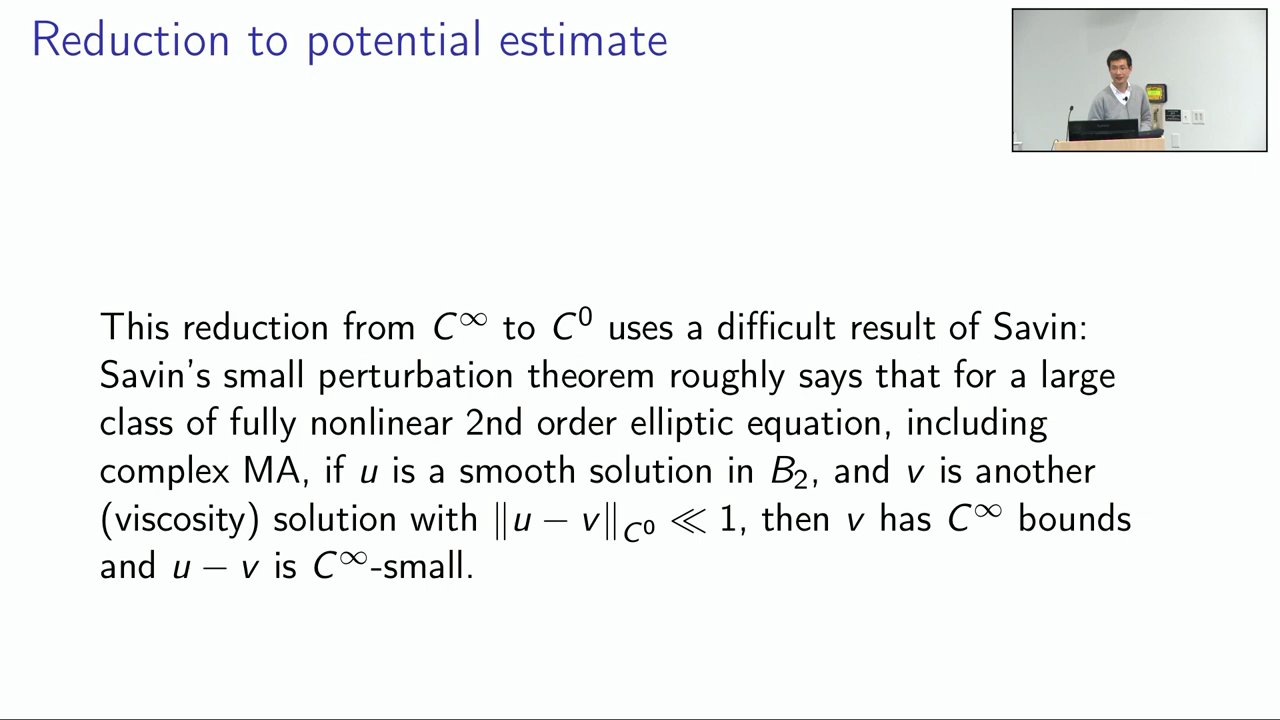 Reduction to potential estimate
This reduction from C^∞ to C^0 uses a difficult result of Savin:
Savin's small perturbation theorem roughly says that for a large
class of fully nonlinear 2nd order elliptic equation, including
complex MA, if u is a smooth solution in B_2, and v is another
(viscosity) solution with ‖u − v‖_{C^0} ≪ 1, then v has C^∞ bounds
and u − v is C^∞-small.